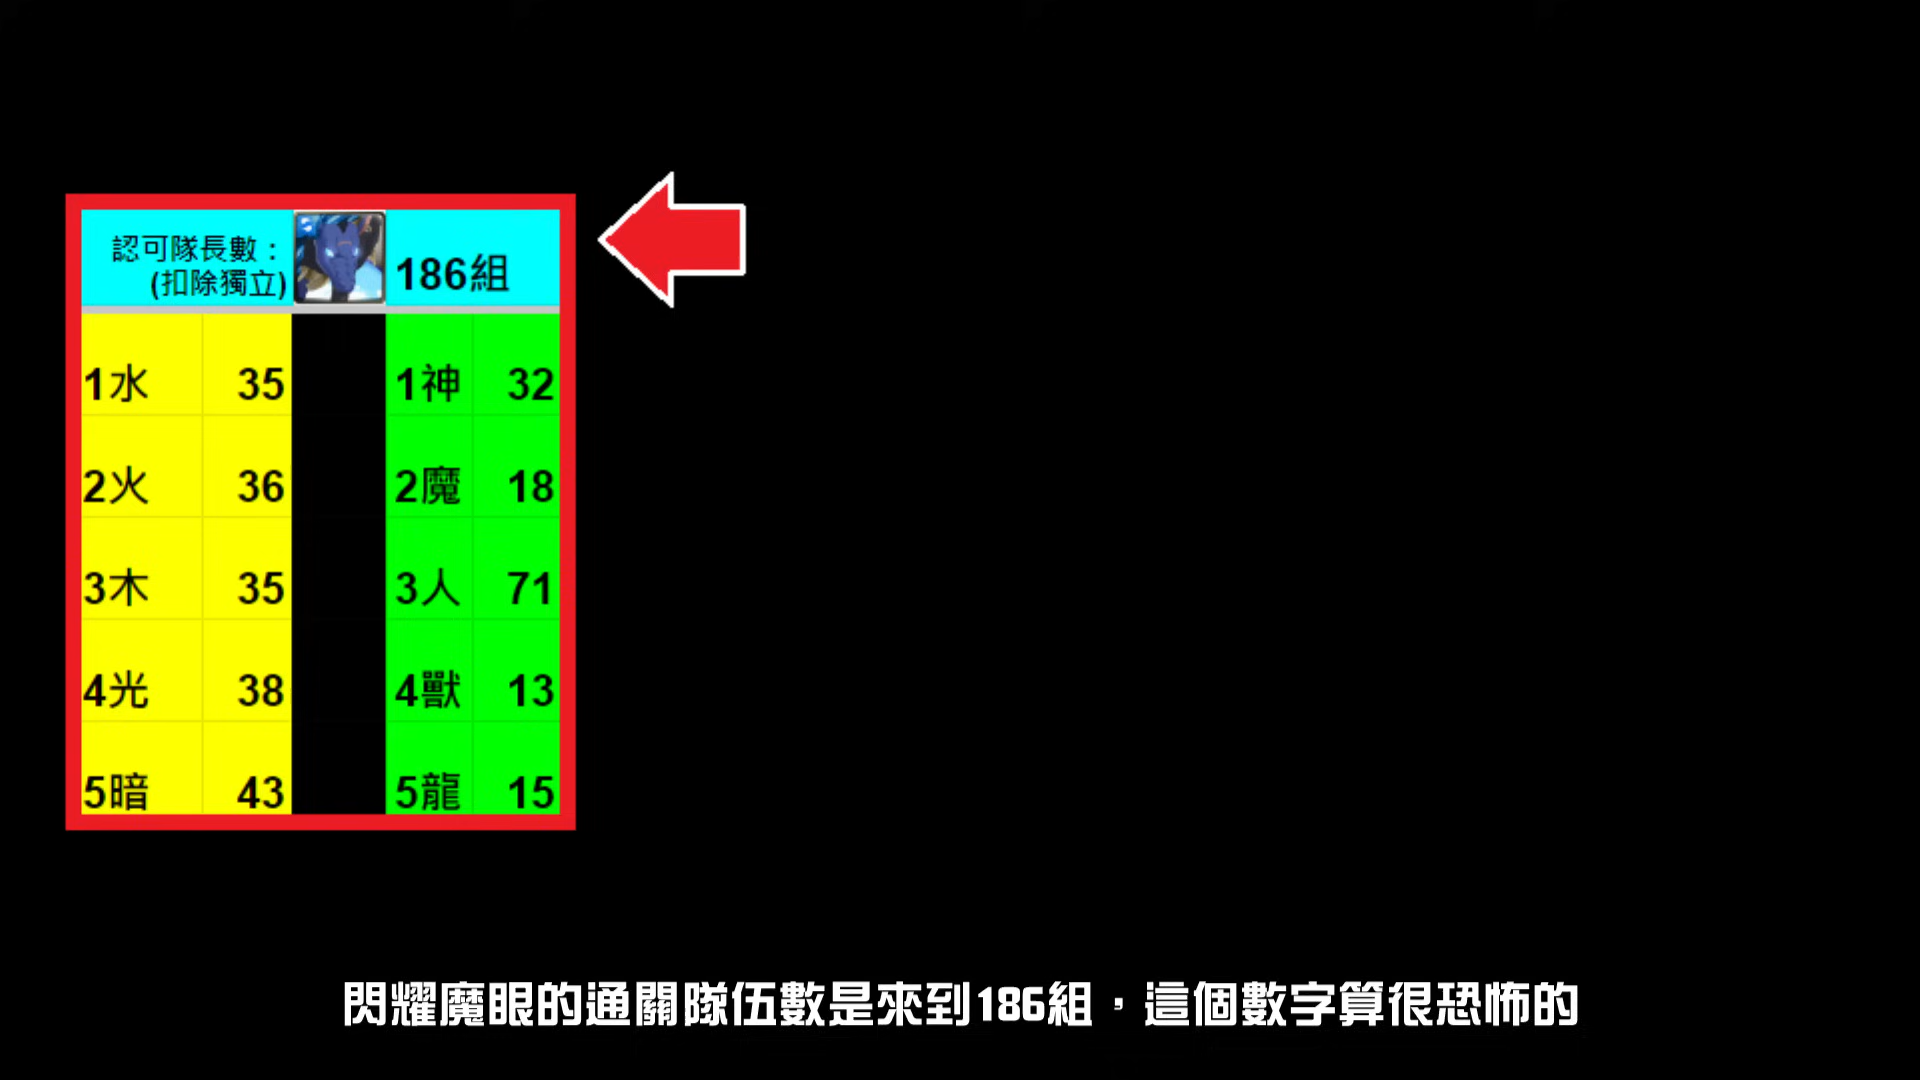 認可隊長數：
(扣除獨立)
186組
1水 35 1神 32
2火 36 2魔 18
3木 35 3人 71
4光 38 4獸 13
5暗 43 5龍 15
閃耀魔眼的通關隊伍數是來到186組，這個數字算很恐怖的